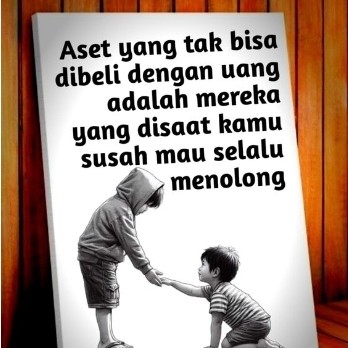 Aset yang tak bisa
dibeli dengan uang
adalah mereka
yang disaat kamu
susah mau selalu
menolong